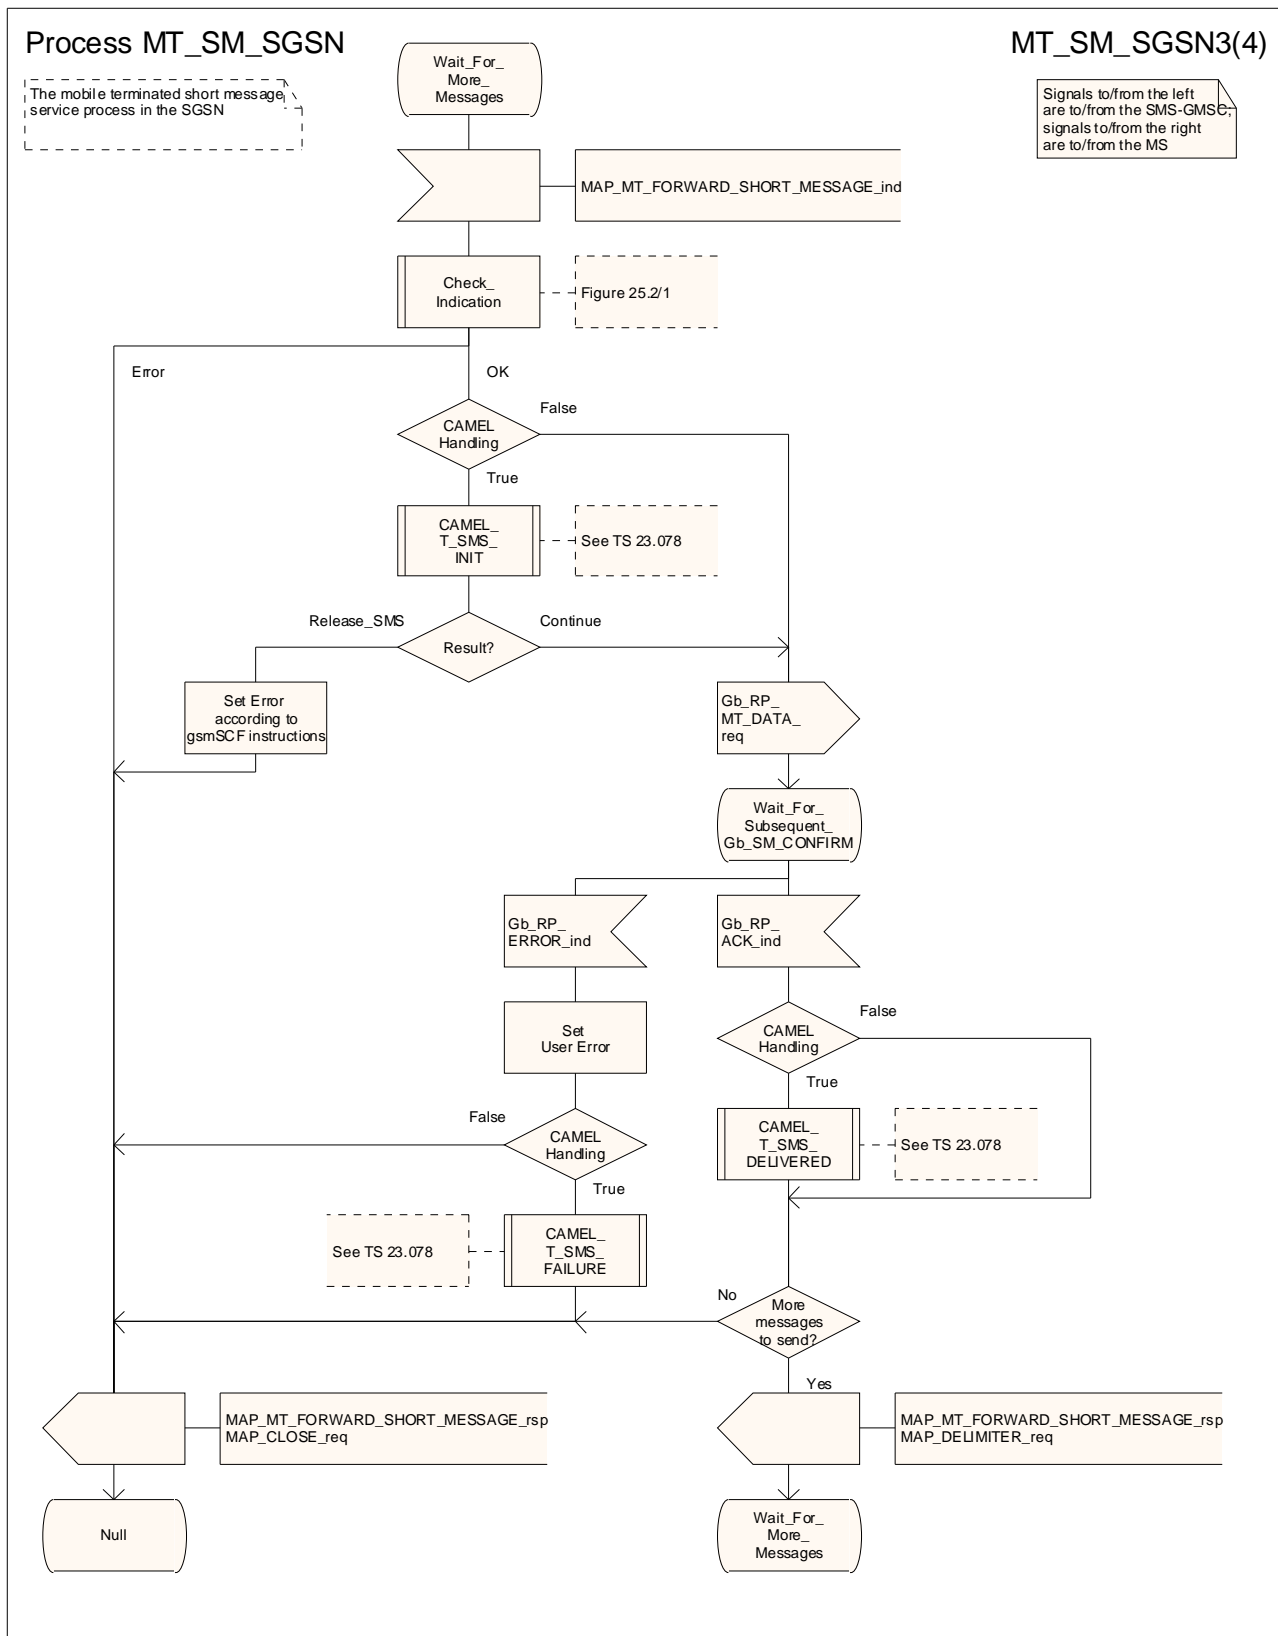 Process MT_SM_SGSN
MT_SM_SGSN3(4)
The mobile terminated short message
service process in the SGSN
Signals to/from the left
are to/from the SMS-GMSC;
signals to/from the right
are to/from the MS
Wait_For_
More_
Messages
MAP_MT_FORWARD_SHORT_MESSAGE_ind
Check_
Indication
Figure 25.2/1
Error
OK
CAMEL
Handling
False
True
CAMEL_
T_SMS_
INIT
See TS 23.078
Release_SMS
Result?
Continue
Set Error
according to
gsmSCF instructions
Gb_RP_
MT_DATA_
req
Wait_For_
Subsequent_
Gb_SM_CONFIRM
Gb_RP_
ERROR_ind
Gb_RP_
ACK_ind
Set
User Error
CAMEL
Handling
False
True
False
CAMEL
Handling
True
CAMEL_
T_SMS_
DELIVERED
See TS 23.078
See TS 23.078
CAMEL_
T_SMS_
FAILURE
No
More
messages
to send?
Yes
MAP_MT_FORWARD_SHORT_MESSAGE_rsp
MAP_CLOSE_req
MAP_MT_FORWARD_SHORT_MESSAGE_rsp
MAP_DELIMITER_req
Null
Wait_For_
More_
Messages